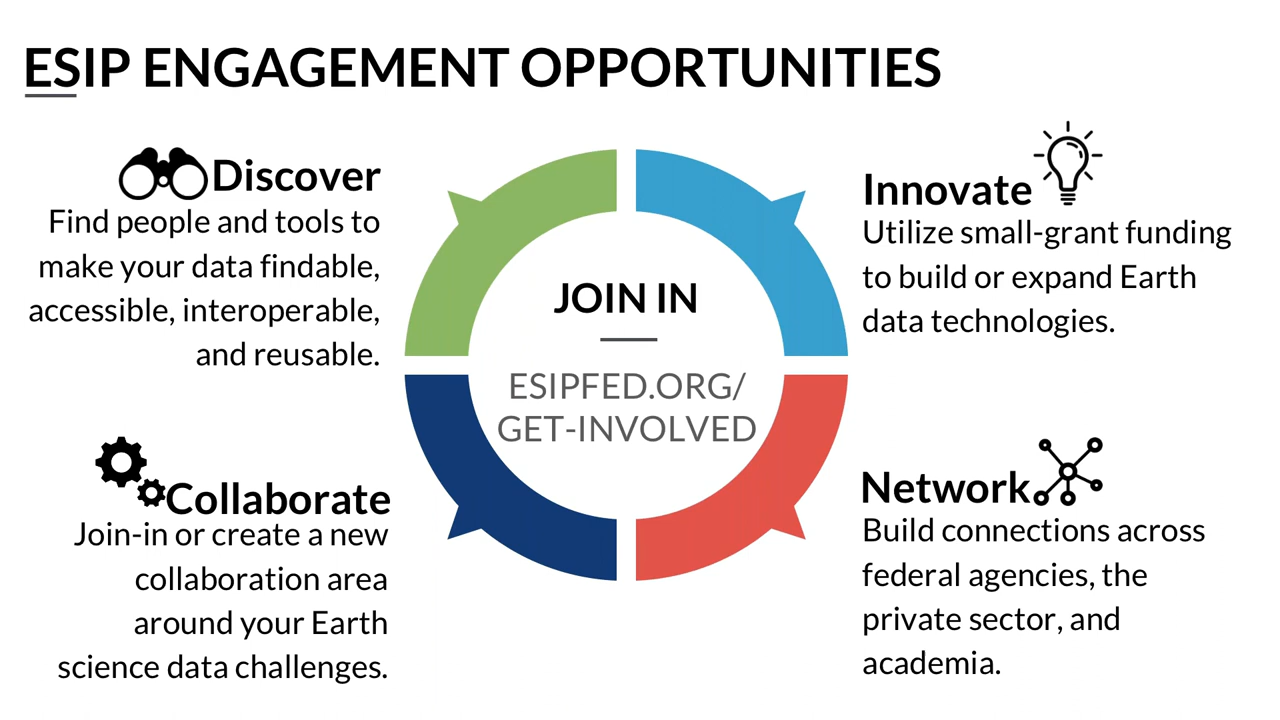 ESIP ENGAGEMENT OPPORTUNITIES
Discover
Find people and tools to
make your data findable,
accessible, interoperable,
and reusable.
Innovate
Utilize small-grant funding
to build or expand Earth
data technologies.
JOIN IN
ESIPFED.ORG/
GET-INVOLVED
Collaborate
Join-in or create a new
collaboration area
around your Earth
science data challenges.
Network
Build connections across
federal agencies, the
private sector, and
academia.